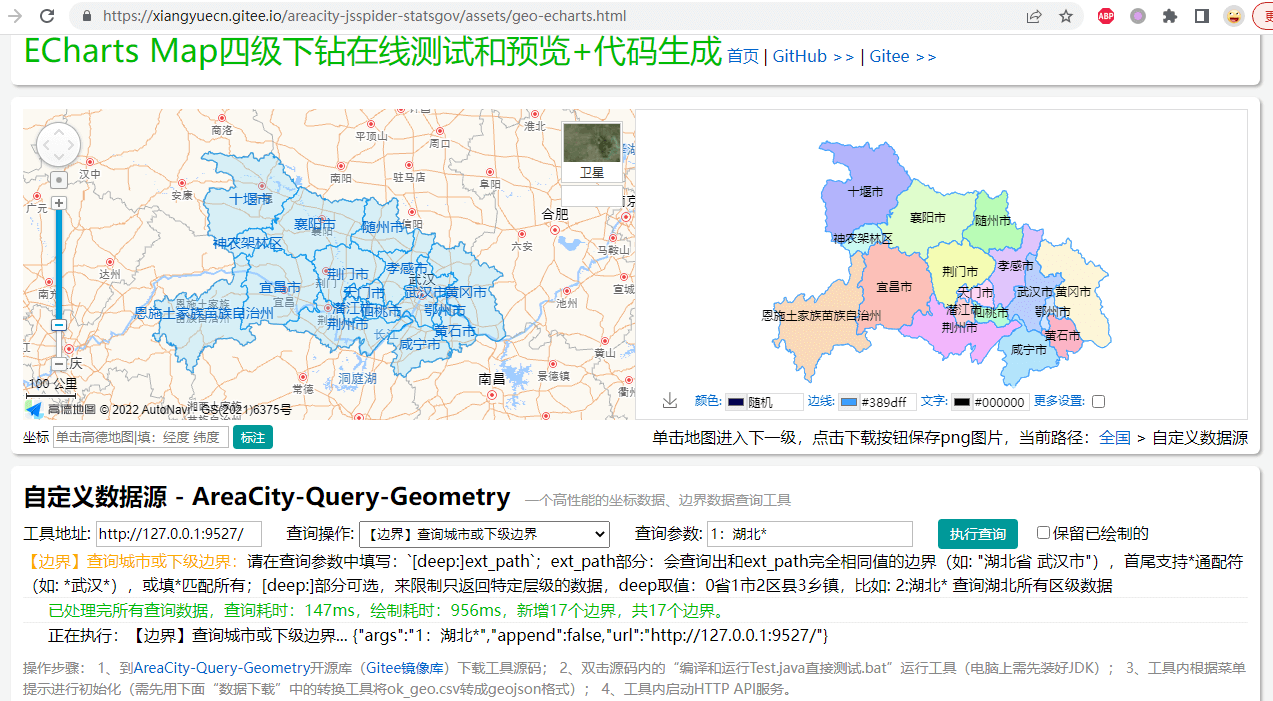 https://xiangyuecn.gitee.io/areacity-jsspider-statsgov/assets/geo-echarts.html
ABP
ECharts Map四级下钻在线测试和预览+代码生成 首页 | GitHub >> | Gitee >>
商洛
平顶山
周口
淮北
汉中
安康
南阳
驻马店
阜阳
卫星
广元
十堰市
襄阳市
随州市
信阳
合肥
六安
马鞍山
神农架林区
达州
宜昌市
荆门市
孝感市
武汉
天门市
武汉市
黄冈市
宣城
池州
恩施土家族苗族自治州
潜江市
仙桃市
鄂州市
荆州市
长江
黄石市
咸宁市
黄山
常德
洞庭湖
南昌
景德镇
衢州
100 公里
高德地图 © 2022 AutoNavi - GS(2021)6375号
十堰市
襄阳市
随州市
神农架林区
荆门市
孝感市
宜昌市
天门市
武汉市
黄冈市
恩施土家族苗族自治州
潜江市
仙桃市
鄂州市
荆州市
黄石市
咸宁市
颜色: 随机 边线: #389dff 文字: #000000 更多设置:
坐标 单击高德地图|填：经度 纬度 标注
单击地图进入下一级，点击下载按钮保存png图片，当前路径：全国 > 自定义数据源
自定义数据源 - AreaCity-Query-Geometry 一个高性能的坐标数据、边界数据查询工具
工具地址: http://127.0.0.1:9527/ 查询操作: 【边界】查询城市或下级边界 查询参数: 1：湖北* 执行查询 保留已绘制的
【边界】查询城市或下级边界：请在查询参数中填写：`[deep:]ext_path`；ext_path部分：会查询出和ext_path完全相同值的边界（如: "湖北省 武汉市"），首尾支持*通配符
（如: *武汉*），或填*匹配所有；[deep:]部分可选，来限制只返回特定层级的数据，deep取值：0省1市2区县3乡镇，比如: 2:湖北* 查询湖北所有区级数据
已处理完所有查询数据，查询耗时：147ms，绘制耗时：956ms，新增17个边界，共17个边界。
正在执行：【边界】查询城市或下级边界... {"args":"1：湖北*","append":false,"url":"http://127.0.0.1:9527/"}
操作步骤： 1、到AreaCity-Query-Geometry开源库（Gitee镜像库）下载工具源码； 2、双击源码内的“编译和运行Test.java直接测试.bat”运行工具（电脑上需先装好JDK）； 3、工具内根据菜单
提示进行初始化（需先用下面“数据下载”中的转换工具将ok_geo.csv转成geojson格式）； 4、工具内启动HTTP API服务。